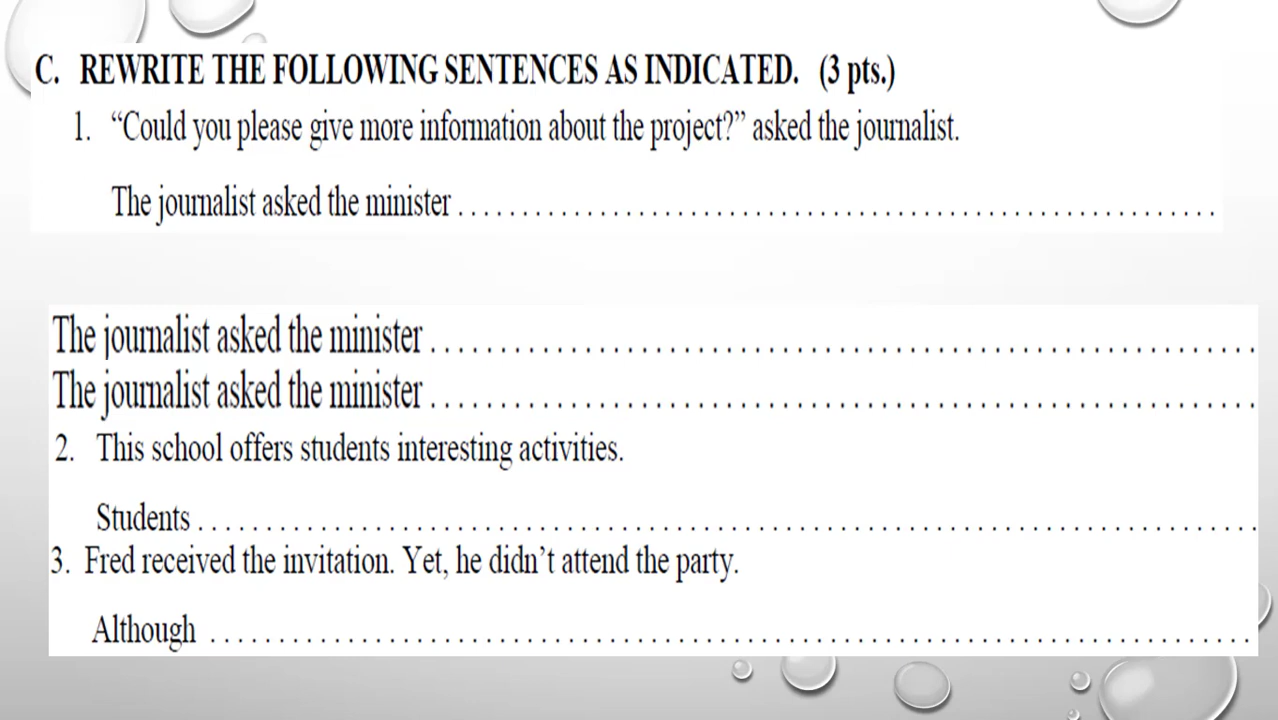 C. REWRITE THE FOLLOWING SENTENCES AS INDICATED. (3 pts.)
1. “Could you please give more information about the project?” asked the journalist.
The journalist asked the minister . . . . . . . . . . . . . . . . . . . . . . . . . . . . . . . . . . . . . . . . . . . . . . . . . . . . . . . . . .
The journalist asked the minister . . . . . . . . . . . . . . . . . . . . . . . . . . . . . . . . . . . . . . . . . . . . . . . . . . . . . . . . . .
The journalist asked the minister . . . . . . . . . . . . . . . . . . . . . . . . . . . . . . . . . . . . . . . . . . . . . . . . . . . . . . . . . .
2. This school offers students interesting activities.
Students . . . . . . . . . . . . . . . . . . . . . . . . . . . . . . . . . . . . . . . . . . . . . . . . . . . . . . . . . . . . . . . . . . . . . . . . . . . . .
3. Fred received the invitation. Yet, he didn’t attend the party.
Although . . . . . . . . . . . . . . . . . . . . . . . . . . . . . . . . . . . . . . . . . . . . . . . . . . . . . . . . . . . . . . . . . . . . . . . . . . . .